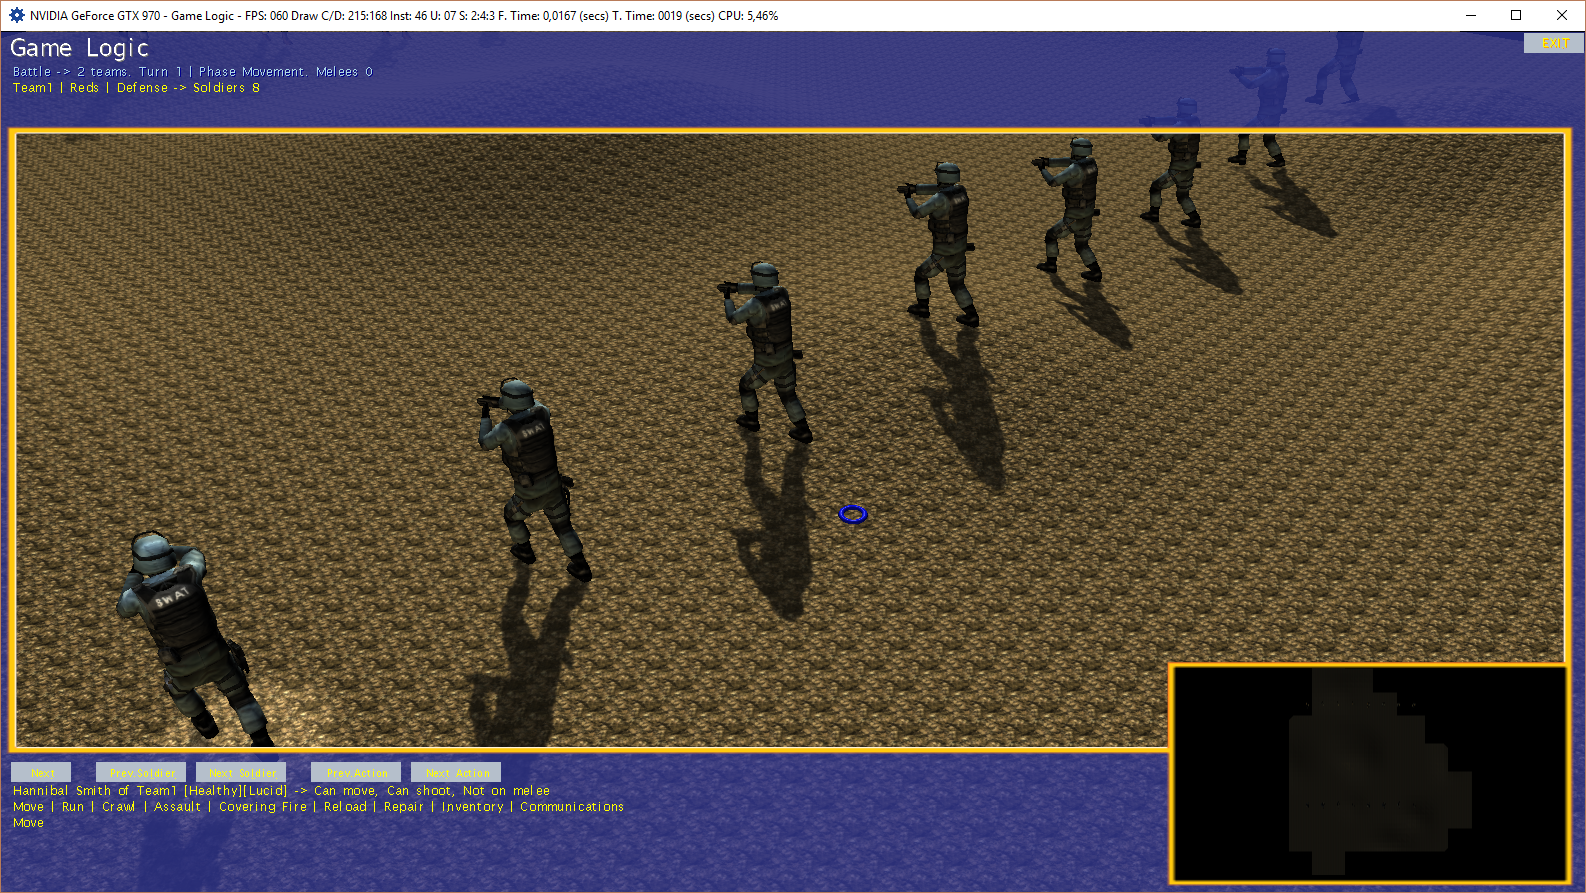 NVIDIA GeForce GTX 970 - Game Logic - FPS: 060 Draw C/D: 215:168 Inst: 46 U: 07 S: 2:4:3 F. Time: 0,0167 (secs) T. Time: 0019 (secs) CPU: 5,46%
Game Logic
EXIT
Battle -> 2 teams. Turn 1 | Phase Movement. Melees 0
Team1 | Reds | Defense -> Soldiers 8
SWAT
SWAT
SWAT
Next Prev.Soldier Next Soldier Prev.Action Next Action
Hannibal Smith of Team1 [Healthy][Lucid] -> Can move, Can shoot, Not on melee
Move | Run | Crawl | Assault | Covering Fire | Reload | Repair | Inventory | Communications
Move